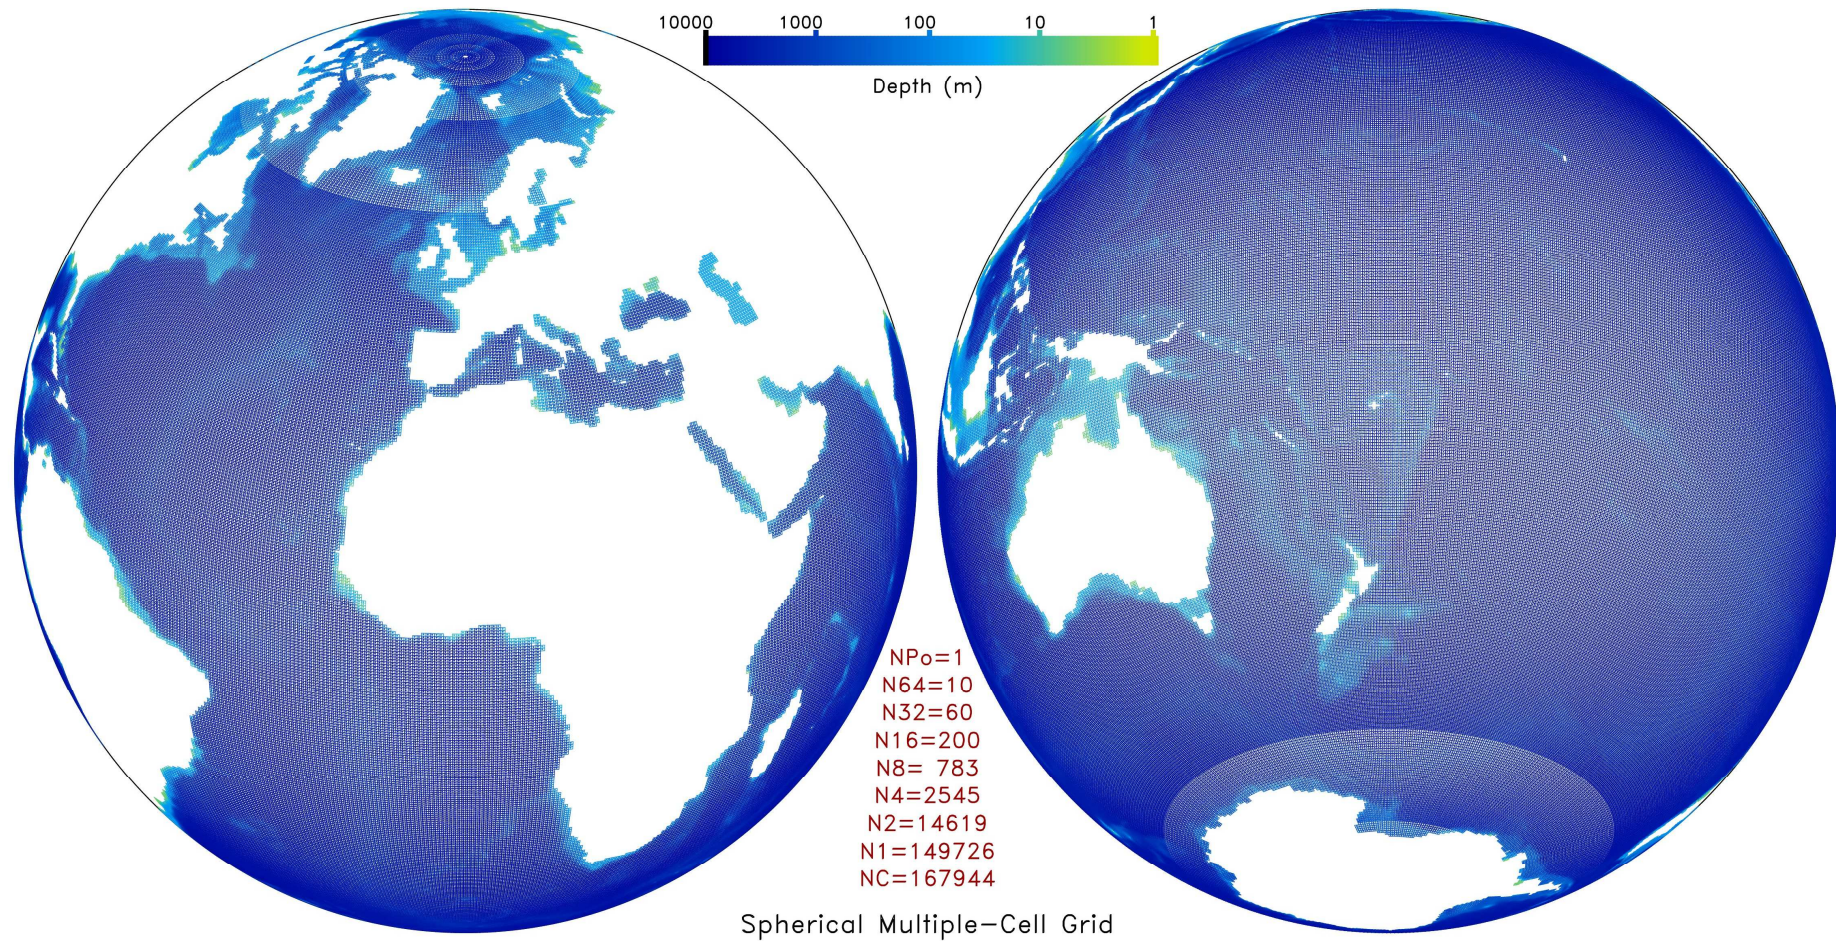 10000 1000 100 10 1
Depth (m)
NPo=1
N64=10
N32=60
N16=200
N8= 783
N4=2545
N2=14619
N1=149726
NC=167944
Spherical Multiple-Cell Grid